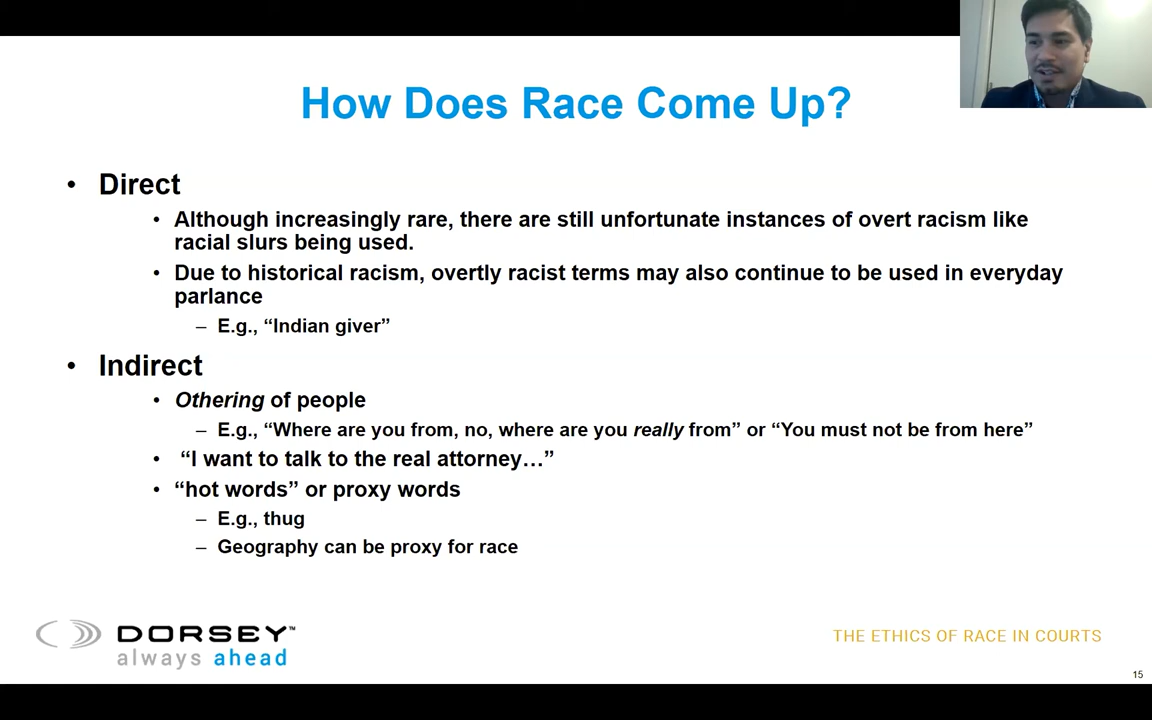 How Does Race Come Up?
• Direct
• Although increasingly rare, there are still unfortunate instances of overt racism like
racial slurs being used.
• Due to historical racism, overtly racist terms may also continue to be used in everyday
parlance
– E.g., “Indian giver”
• Indirect
• Othering of people
– E.g., “Where are you from, no, where are you really from” or “You must not be from here”
• “I want to talk to the real attorney…”
• “hot words” or proxy words
– E.g., thug
– Geography can be proxy for race
DORSEY™
always ahead
THE ETHICS OF RACE IN COURTS
15